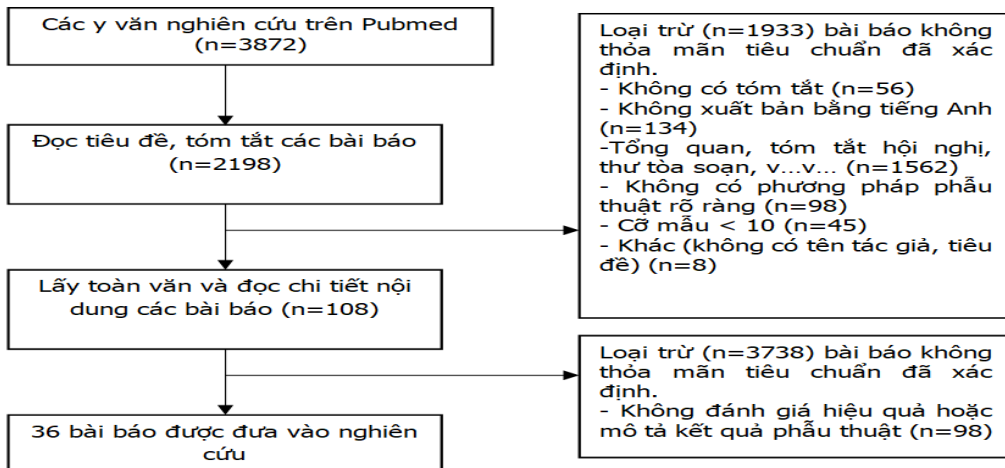 Các y văn nghiên cứu trên Pubmed
(n=3872)
Đọc tiêu đề, tóm tắt các bài báo
(n=2198)
Lấy toàn văn và đọc chi tiết nội
dung các bài báo (n=108)
36 bài báo được đưa vào nghiên
cứu
Loại trừ (n=1933) bài báo không
thỏa mãn tiêu chuẩn đã xác
định.
- Không có tóm tắt (n=56)
- Không xuất bản bằng tiếng Anh
(n=134)
-Tổng quan, tóm tắt hội nghị,
thư tòa soạn, v...v... (n=1562)
- Không có phương pháp phẫu
thuật rõ ràng (n=98)
- Cỡ mẫu < 10 (n=45)
- Khác (không có tên tác giả, tiêu
đề) (n=8)
Loại trừ (n=3738) bài báo không
thỏa mãn tiêu chuẩn đã xác
định.
- Không đánh giá hiệu quả hoặc
mô tả kết quả phẫu thuật (n=98)